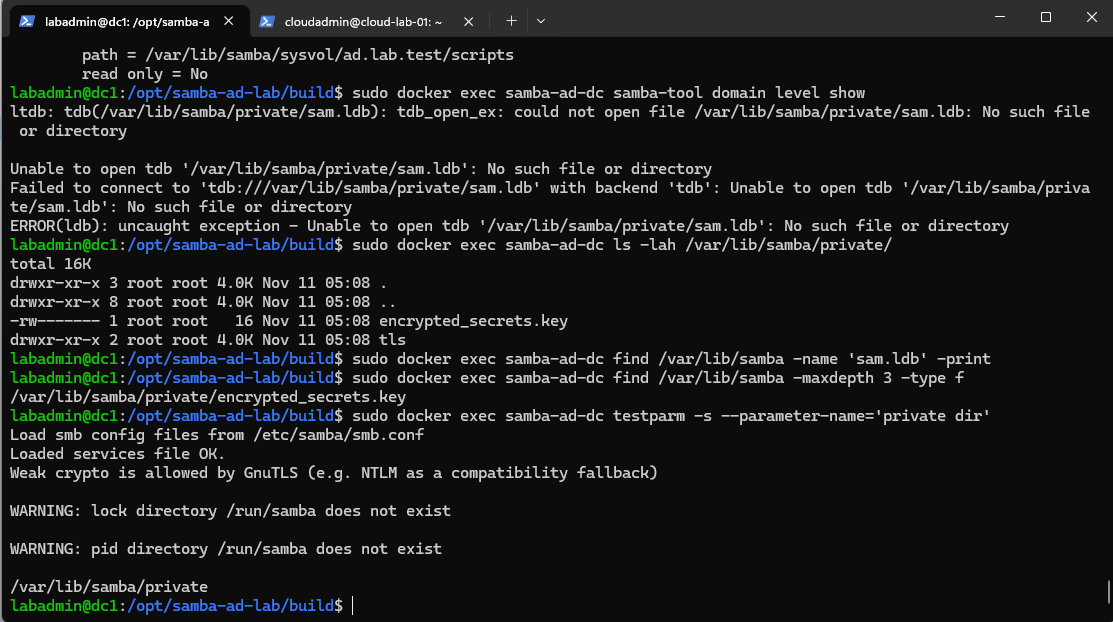 labadmin@dc1: /opt/samba-a
cloudadmin@cloud-lab-01: ~
        path = /var/lib/samba/sysvol/ad.lab.test/scripts
        read only = No
labadmin@dc1:/opt/samba-ad-lab/build$ sudo docker exec samba-ad-dc samba-tool domain level show
ltdb: tdb(/var/lib/samba/private/sam.ldb): tdb_open_ex: could not open file /var/lib/samba/private/sam.ldb: No such file
 or directory

Unable to open tdb '/var/lib/samba/private/sam.ldb': No such file or directory
Failed to connect to 'tdb:///var/lib/samba/private/sam.ldb' with backend 'tdb': Unable to open tdb '/var/lib/samba/priva
te/sam.ldb': No such file or directory
ERROR(ldb): uncaught exception - Unable to open tdb '/var/lib/samba/private/sam.ldb': No such file or directory
labadmin@dc1:/opt/samba-ad-lab/build$ sudo docker exec samba-ad-dc ls -lah /var/lib/samba/private/
total 16K
drwxr-xr-x 3 root root 4.0K Nov 11 05:08 .
drwxr-xr-x 8 root root 4.0K Nov 11 05:08 ..
-rw------- 1 root root   16 Nov 11 05:08 encrypted_secrets.key
drwxr-xr-x 2 root root 4.0K Nov 11 05:08 tls
labadmin@dc1:/opt/samba-ad-lab/build$ sudo docker exec samba-ad-dc find /var/lib/samba -name 'sam.ldb' -print
labadmin@dc1:/opt/samba-ad-lab/build$ sudo docker exec samba-ad-dc find /var/lib/samba -maxdepth 3 -type f
/var/lib/samba/private/encrypted_secrets.key
labadmin@dc1:/opt/samba-ad-lab/build$ sudo docker exec samba-ad-dc testparm -s --parameter-name='private dir'
Load smb config files from /etc/samba/smb.conf
Loaded services file OK.
Weak crypto is allowed by GnuTLS (e.g. NTLM as a compatibility fallback)

WARNING: lock directory /run/samba does not exist

WARNING: pid directory /run/samba does not exist

/var/lib/samba/private
labadmin@dc1:/opt/samba-ad-lab/build$